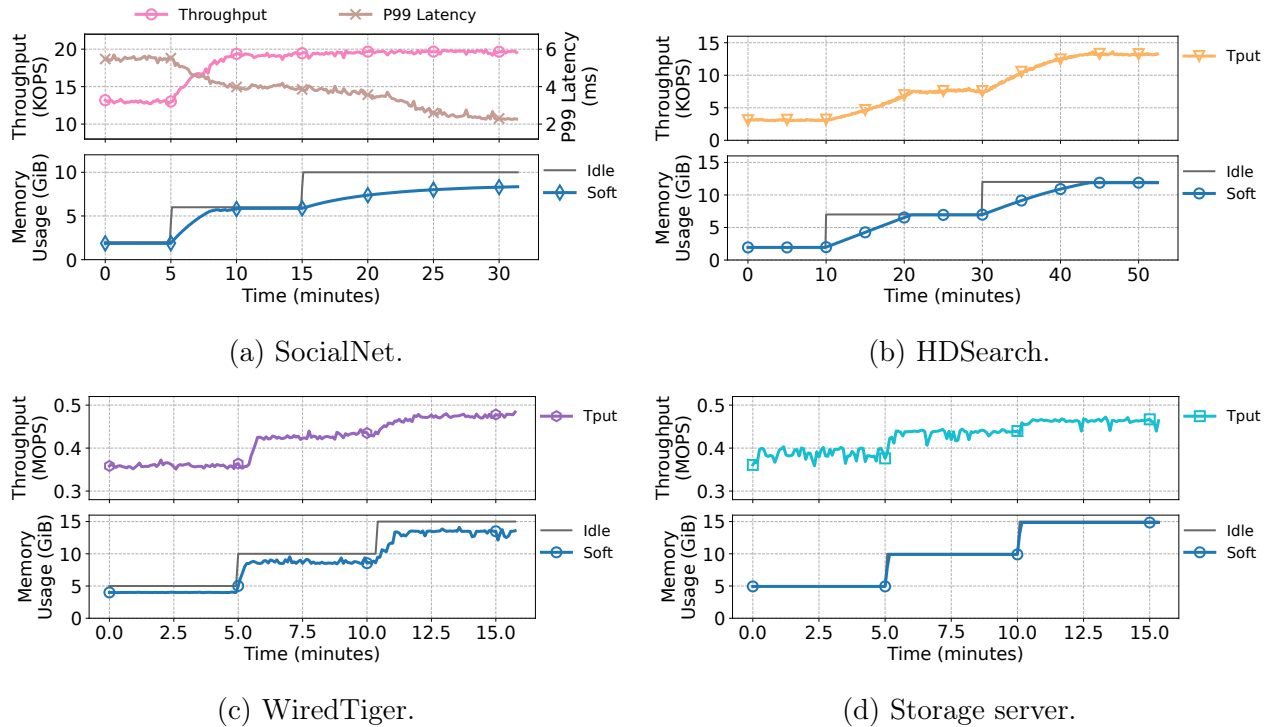 Throughput
P99 Latency
Throughput
(KOPS)
20
15
10
6
4
2
P99 Latency
(ms)
Memory
Usage (GiB)
10
5
0
Idle
Soft
0 5 10 15 20 25 30
Time (minutes)
(a) SocialNet.
Throughput
(KOPS)
15
10
5
0
Tput
Memory
Usage (GiB)
15
10
5
0
Idle
Soft
0 10 20 30 40 50
Time (minutes)
(b) HDSearch.
Throughput
(MOPS)
0.5
0.4
0.3
Tput
Memory
Usage (GiB)
15
10
5
0
Idle
Soft
0.0 2.5 5.0 7.5 10.0 12.5 15.0
Time (minutes)
(c) WiredTiger.
Throughput
(MOPS)
0.5
0.4
0.3
Tput
Memory
Usage (GiB)
15
10
5
0
Idle
Soft
0.0 2.5 5.0 7.5 10.0 12.5 15.0
Time (minutes)
(d) Storage server.